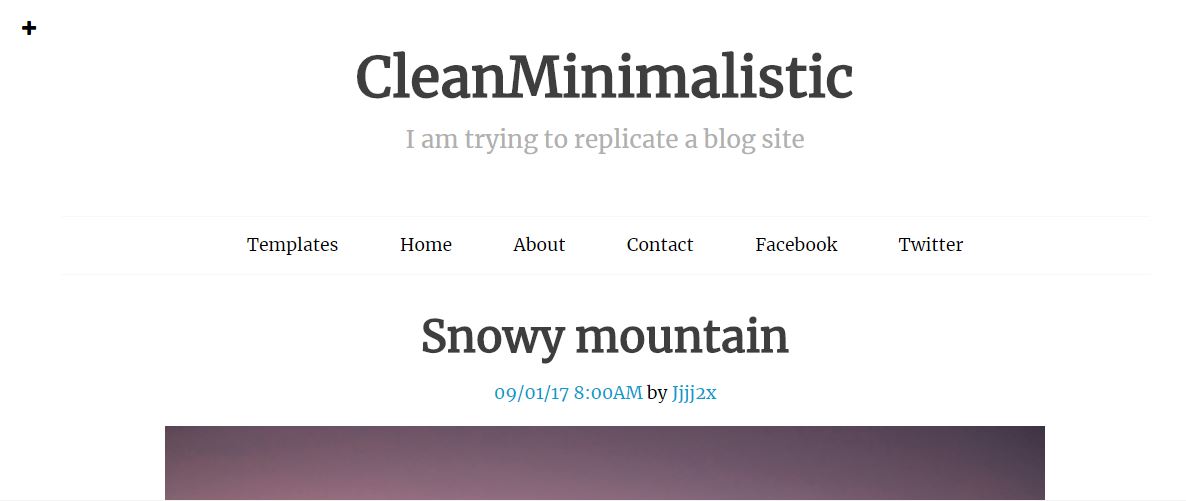 CleanMinimalistic
I am trying to replicate a blog site
Templates Home About Contact Facebook Twitter
Snowy mountain
09/01/17 8:00AM by Jjjj2x